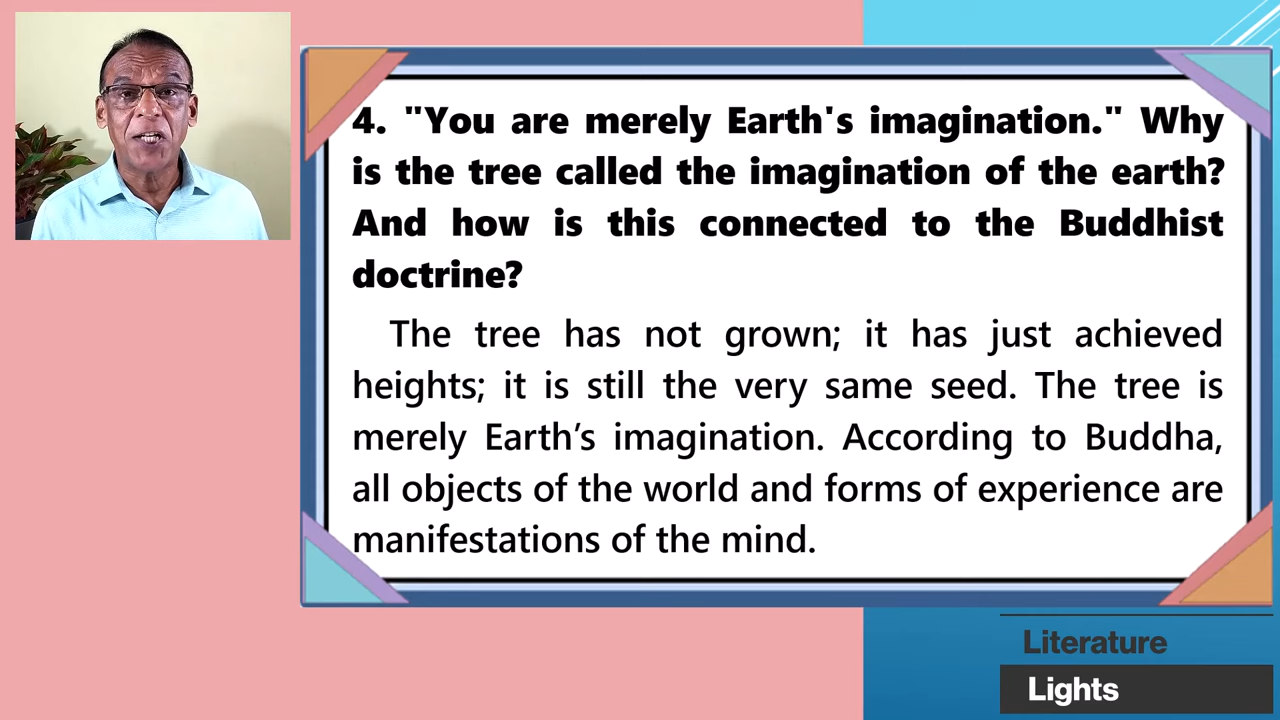 4. "You are merely Earth's imagination." Why
is the tree called the imagination of the earth?
And how is this connected to the Buddhist
doctrine?
The tree has not grown; it has just achieved
heights; it is still the very same seed. The tree is
merely Earth’s imagination. According to Buddha,
all objects of the world and forms of experience are
manifestations of the mind.
Literature
Lights